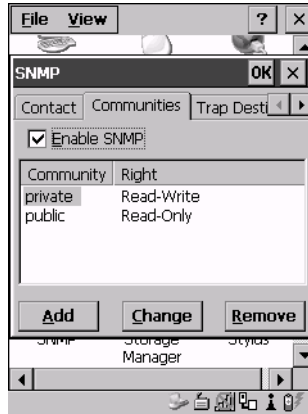 File View ? ×
SNMP OK ×
Contact Communities Trap Desti
Enable SNMP
Community Right
private Read-Write
public Read-Only
Add Change Remove
SNMP Storage Stylus
Manager